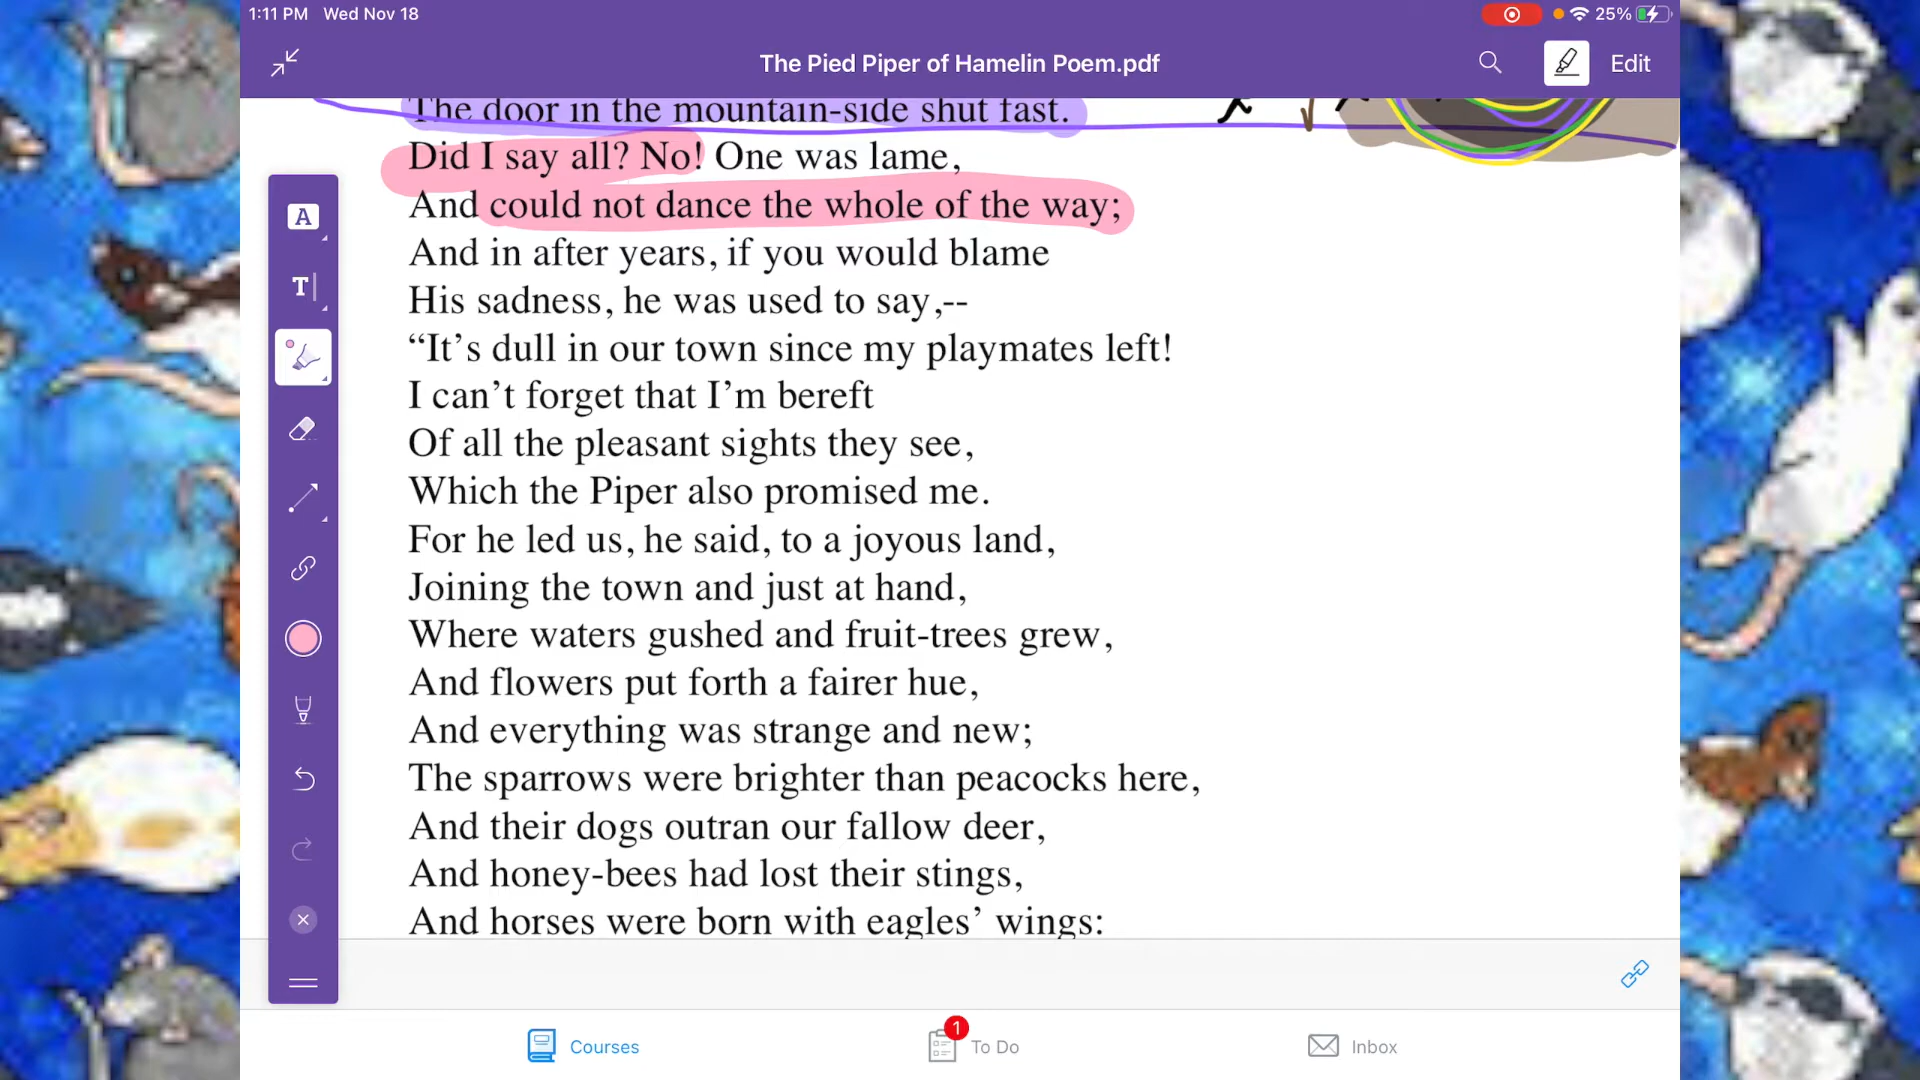 1:11 PM Wed Nov 18
25%
The Pied Piper of Hamelin Poem.pdf
Edit
The door in the mountain-side shut fast.
Did I say all? No! One was lame,
And could not dance the whole of the way;
And in after years, if you would blame
His sadness, he was used to say,--
“It’s dull in our town since my playmates left!
I can’t forget that I’m bereft
Of all the pleasant sights they see,
Which the Piper also promised me.
For he led us, he said, to a joyous land,
Joining the town and just at hand,
Where waters gushed and fruit-trees grew,
And flowers put forth a fairer hue,
And everything was strange and new;
The sparrows were brighter than peacocks here,
And their dogs outran our fallow deer,
And honey-bees had lost their stings,
And horses were born with eagles’ wings:
A
T
Courses
1
To Do
Inbox